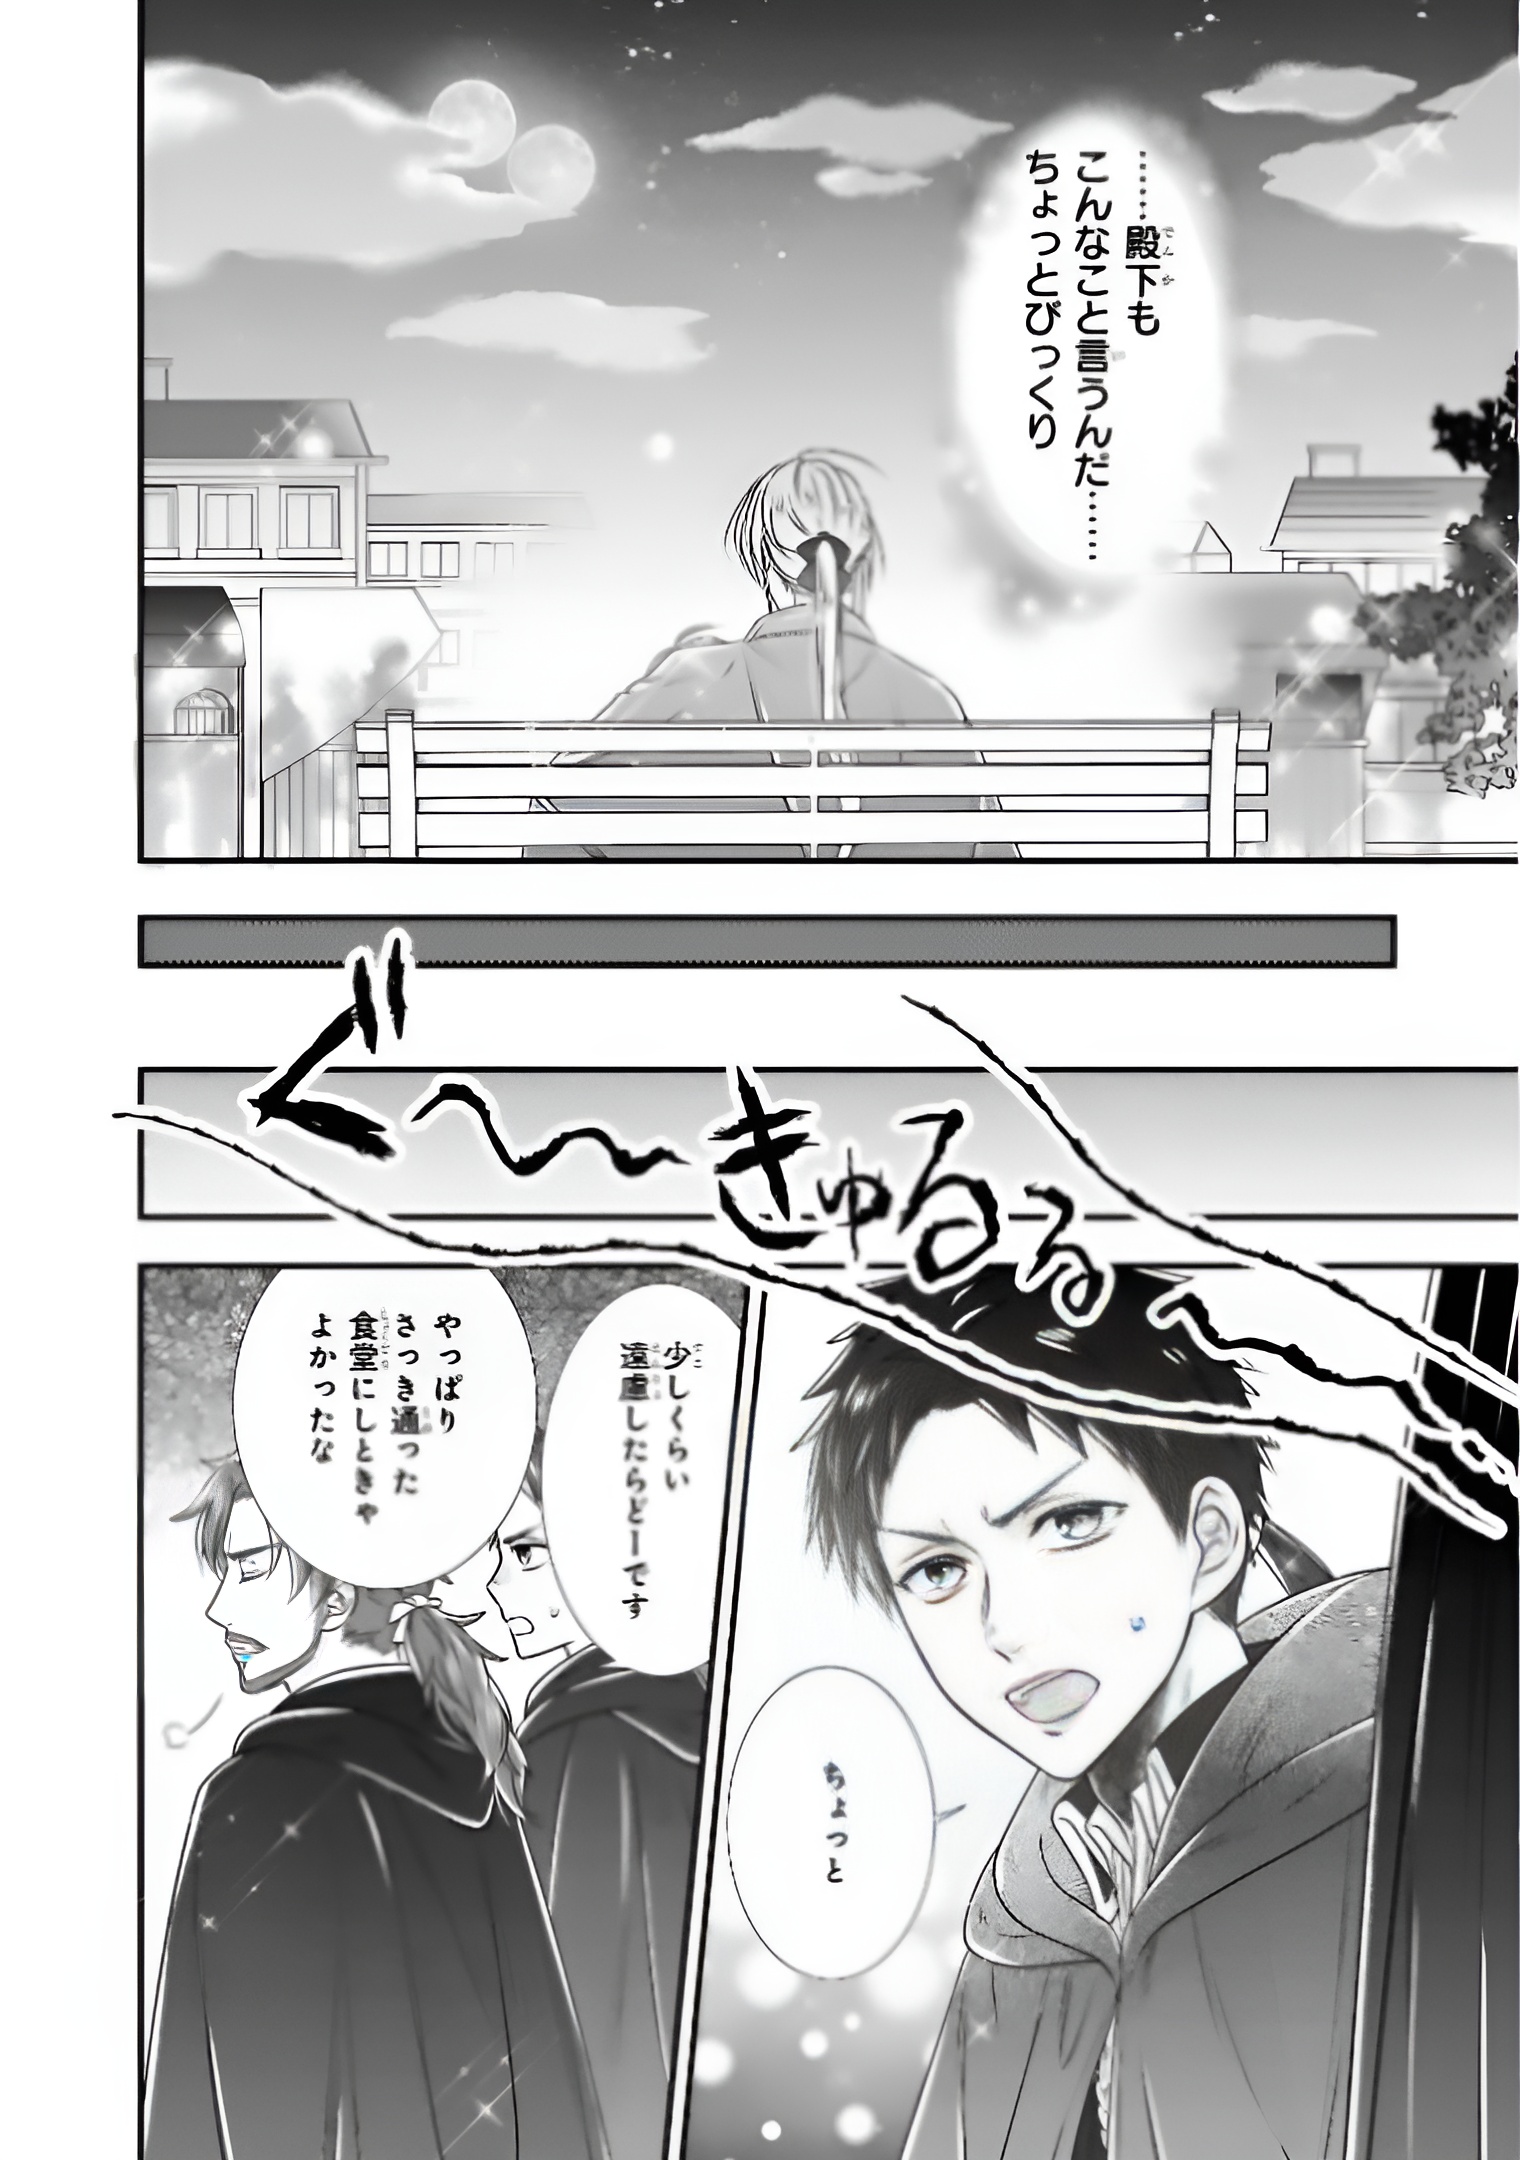 ……殿下も
こんなこと言うんだ……
ちょっとびっくり
ぐ〜きゅるる〜
ちょっと
少しくらい
遠慮したらどーです
やっぱり
さっき通った
食堂にしときゃ
よかったな